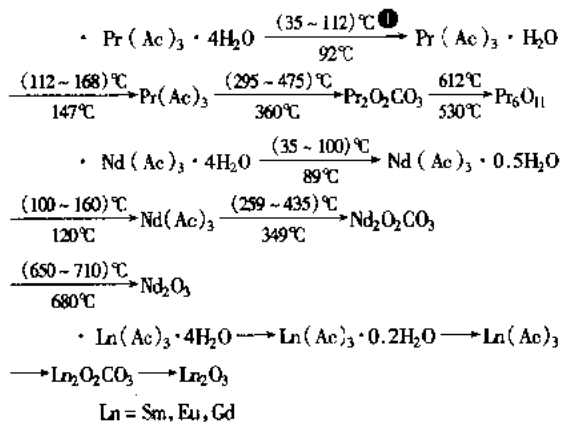 · Pr(Ac)₃·4H₂O —(35~112)℃❶ / 92℃→ Pr(Ac)₃·H₂O
—(112~168)℃ / 147℃→ Pr(Ac)₃ —(295~475)℃ / 360℃→ Pr₂O₂CO₃ —612℃ / 530℃→ Pr₆O₁₁
· Nd(Ac)₃·4H₂O —(35~100)℃ / 89℃→ Nd(Ac)₃·0.5H₂O
—(100~160)℃ / 120℃→ Nd(Ac)₃ —(259~435)℃ / 349℃→ Nd₂O₂CO₃
—(650~710)℃ / 680℃→ Nd₂O₃
· Ln(Ac)₃·4H₂O → Ln(Ac)₃·0.2H₂O → Ln(Ac)₃
→ Ln₂O₂CO₃ → Ln₂O₃
Ln = Sm, Eu, Gd